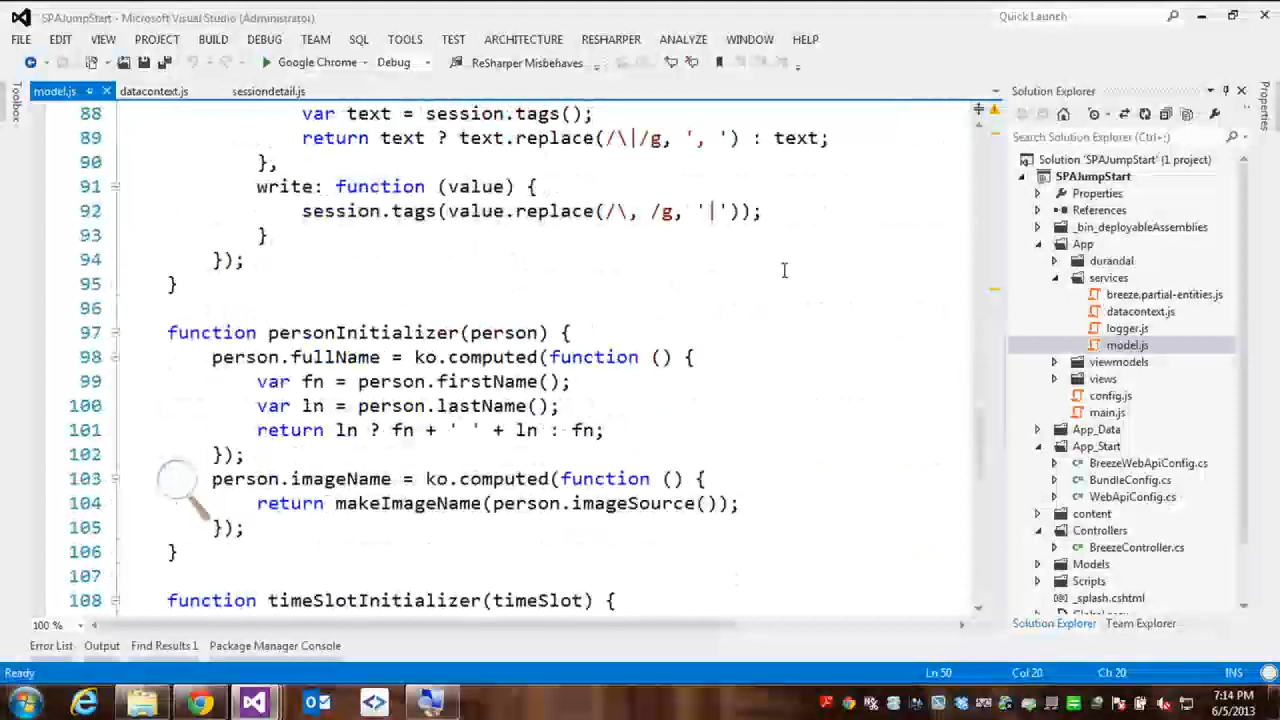 SPAJumpStart - Microsoft Visual Studio (Administrator)
Quick Launch
FILE EDIT VIEW PROJECT BUILD DEBUG TEAM SQL TOOLS TEST ARCHITECTURE RESHARPER ANALYZE WINDOW HELP
Google Chrome Debug ReSharper Misbehaves
Toolbox
model.js datacontext.js sessiondetail.js
88 var text = session.tags();
89 return text ? text.replace(/\|/g, ', ') : text;
90 },
91 write: function (value) {
92 session.tags(value.replace(/\, /g, '|'));
93 }
94 });
95 }
96
97 function personInitializer(person) {
98 person.fullName = ko.computed(function () {
99 var fn = person.firstName();
100 var ln = person.lastName();
101 return ln ? fn + ' ' + ln : fn;
102 });
103 person.imageName = ko.computed(function () {
104 return makeImageName(person.imageSource());
105 });
106 }
107
108 function timeSlotInitializer(timeSlot) {
100 %
Solution Explorer
Search Solution Explorer (Ctrl+;)
Solution 'SPAJumpStart' (1 project)
SPAJumpStart
Properties
References
_bin_deployableAssemblies
App
durandal
services
breeze.partial-entities.js
datacontext.js
logger.js
model.js
viewmodels
views
config.js
main.js
App_Data
App_Start
BreezeWebApiConfig.cs
BundleConfig.cs
WebApiConfig.cs
content
Controllers
BreezeController.cs
Models
Scripts
_splash.cshtml
Solution Explorer Team Explorer
Properties
Error List Output Find Results 1 Package Manager Console
Ready Ln 50 Col 20 Ch 20 INS
7:14 PM
6/5/2013